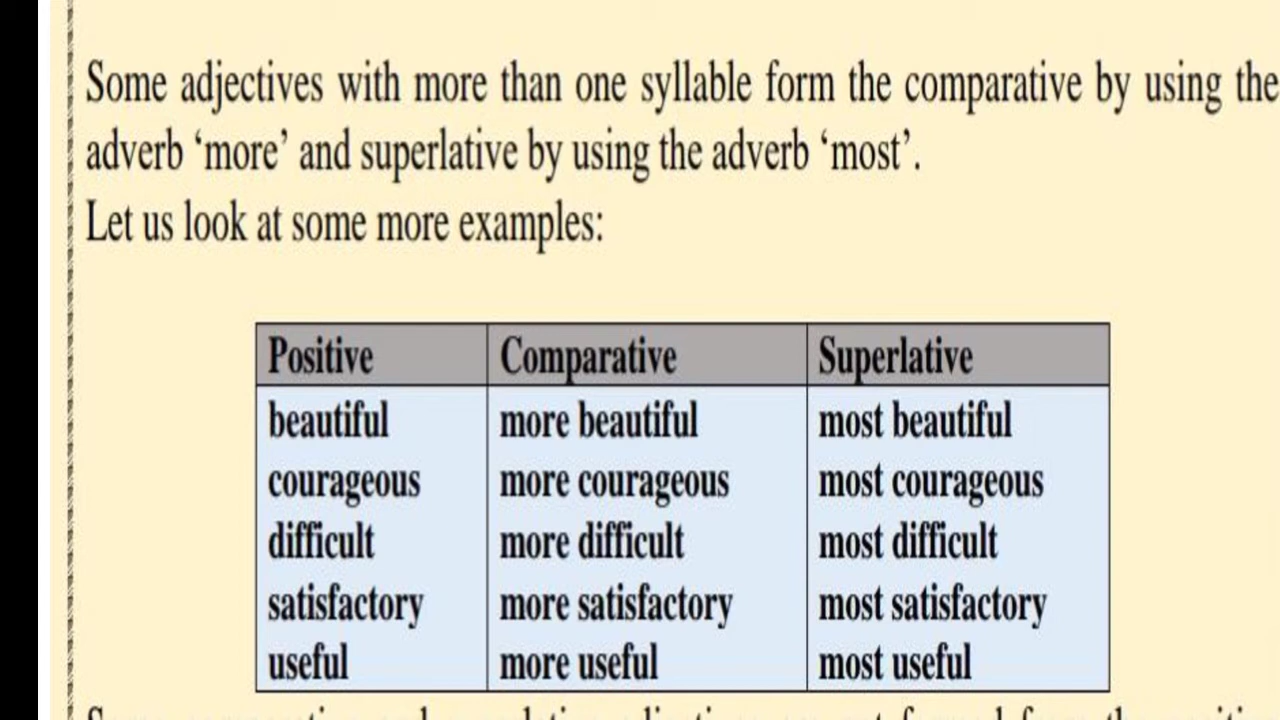 Some adjectives with more than one syllable form the comparative by using the
adverb ‘more’ and superlative by using the adverb ‘most’.
Let us look at some more examples:
Positive Comparative Superlative
beautiful more beautiful most beautiful
courageous more courageous most courageous
difficult more difficult most difficult
satisfactory more satisfactory most satisfactory
useful more useful most useful